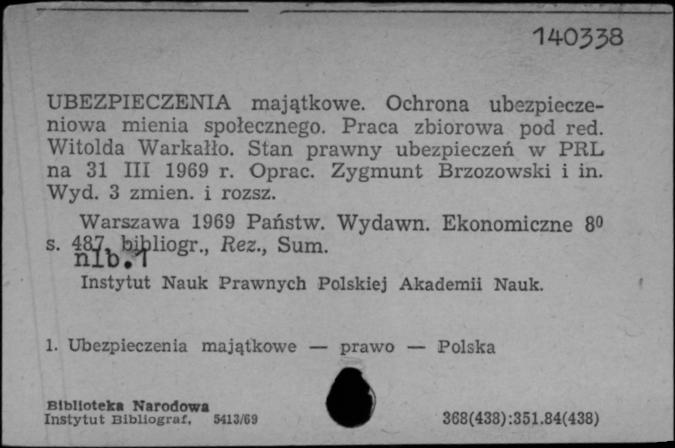 140338
UBEZPIECZENIA majątkowe. Ochrona ubezpiecze-
niowa mienia społecznego. Praca zbiorowa pod red.
Witolda Warkałło. Stan prawny ubezpieczeń w PRL
na 31 III 1969 r. Oprac. Zygmunt Brzozowski i in.
Wyd. 3 zmien. i rozsz.
Warszawa 1969 Państw. Wydawn. Ekonomiczne 8⁰
s. 487, bibliogr., Rez., Sum.
nlb.1
Instytut Nauk Prawnych Polskiej Akademii Nauk.
1. Ubezpieczenia majątkowe — prawo — Polska
Biblioteka Narodowa
Instytut Bibliograf. 5413/69 368(438):351.84(438)